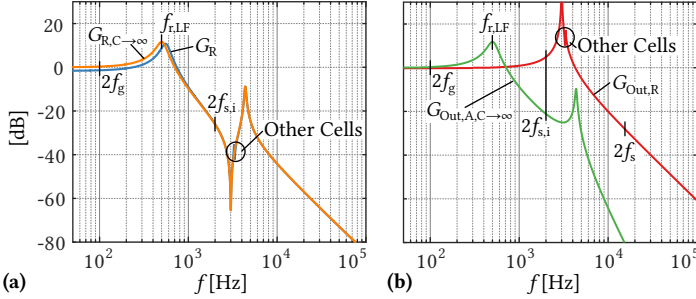 20
0
-20
-40
-60
-80
[dB]
G_R,C→∞
f_r,LF
G_R
2f_g
2f_s,i
Other Cells
10^2
10^3
10^4
10^5
(a)
f [Hz]
f_r,LF
Other Cells
2f_g
G_Out,A,C→∞
2f_s,i
G_Out,R
2f_s
10^2
10^3
10^4
10^5
(b)
f [Hz]